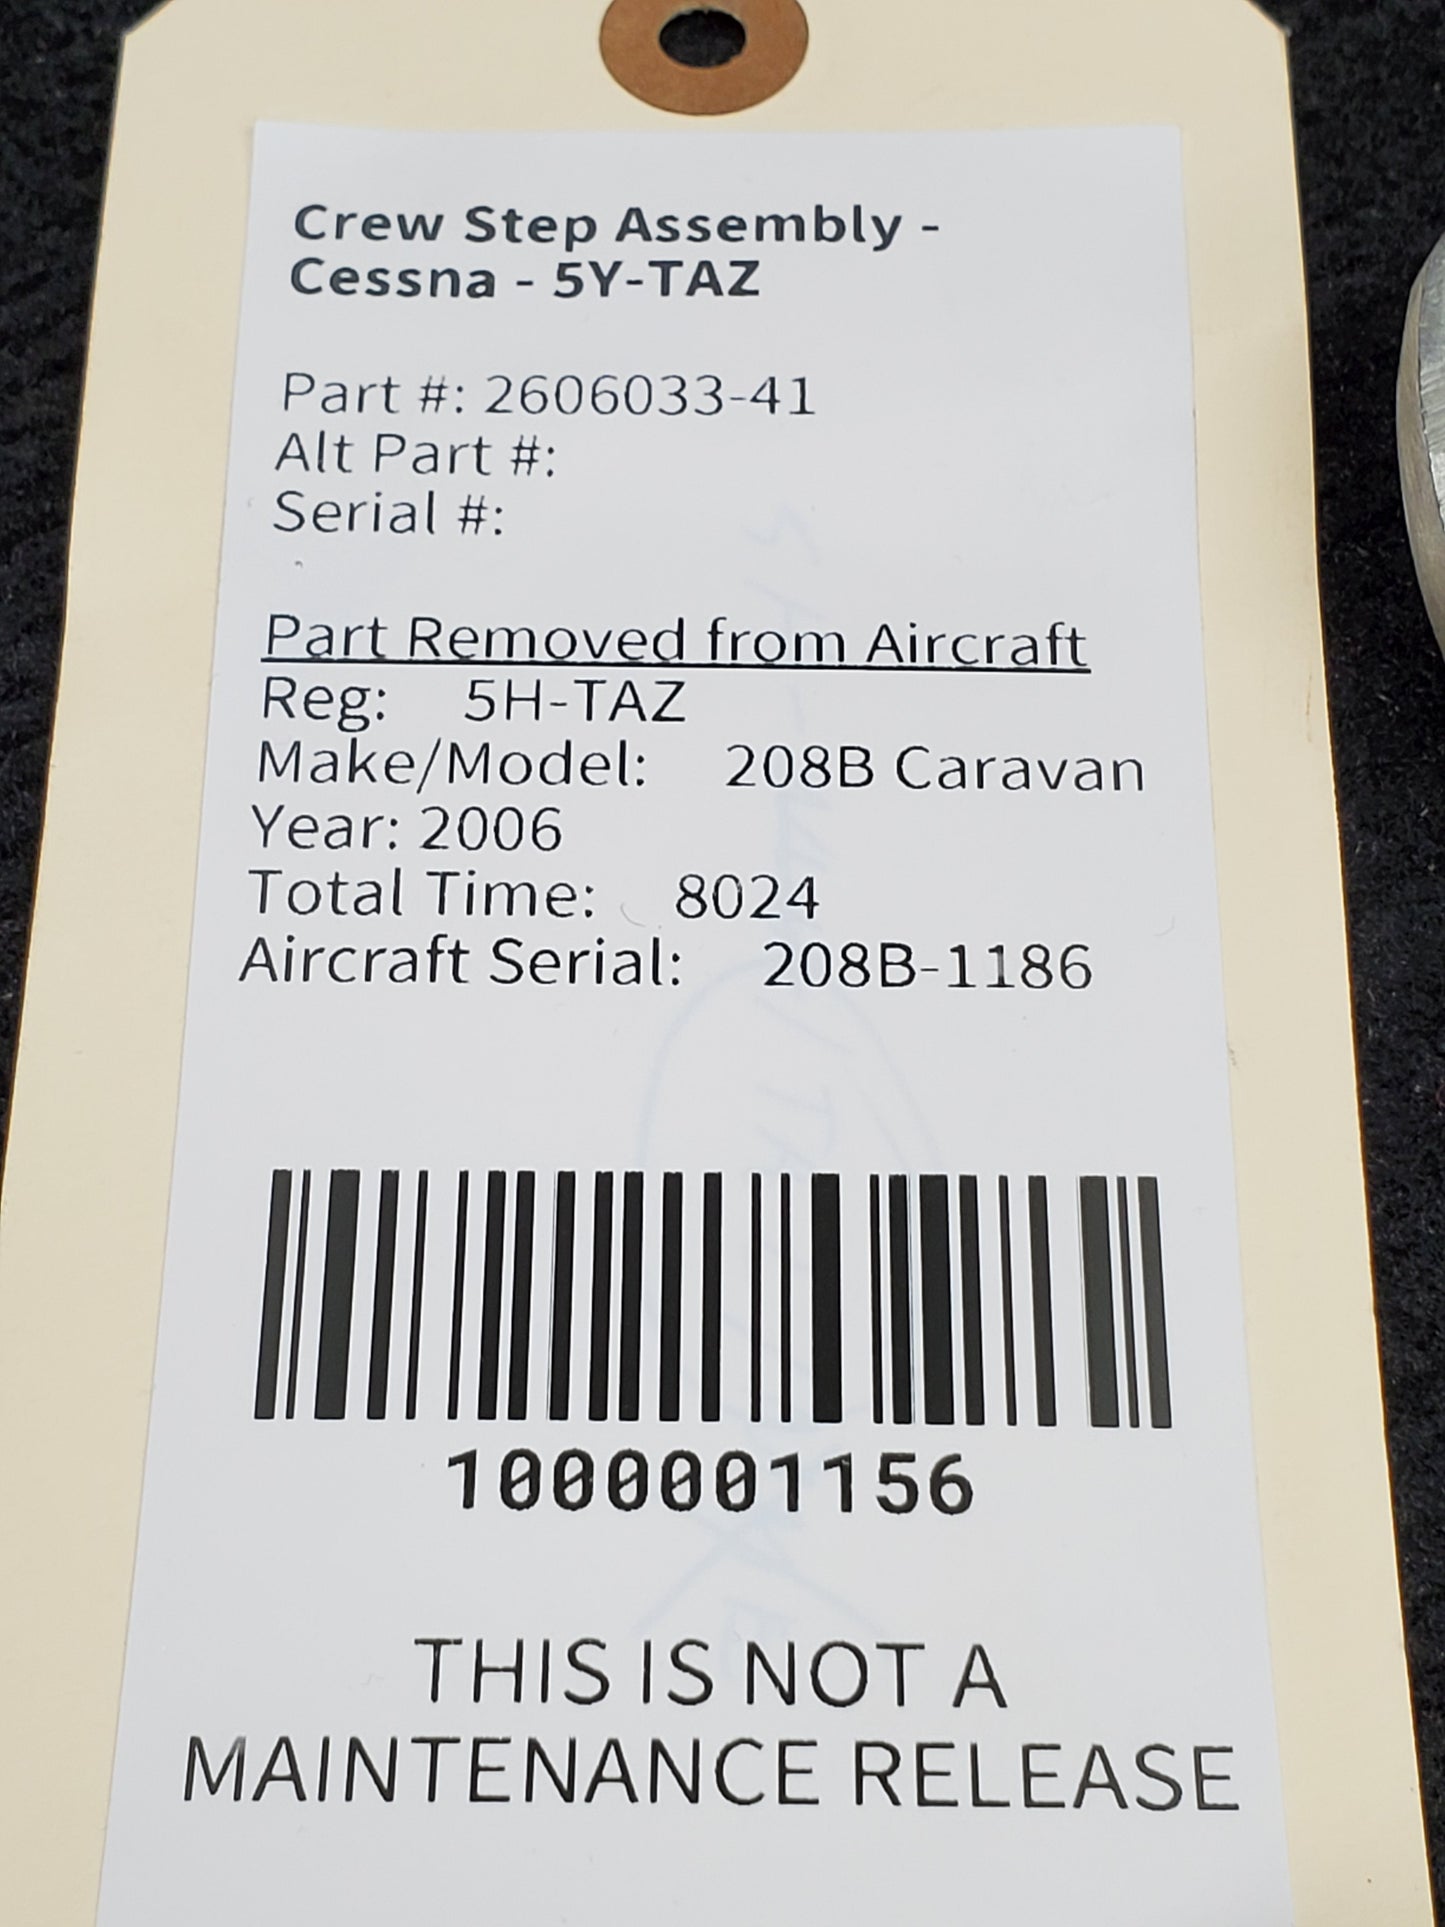 Crew Step Assembly -
Cessna - 5Y-TAZ
Part #: 2606033-41
Alt Part #:
Serial #:
Part Removed from Aircraft
Reg: 5H-TAZ
Make/Model: 208B Caravan
Year: 2006
Total Time: 8024
Aircraft Serial: 208B-1186
1000001156
THIS IS NOT A
MAINTENANCE RELEASE